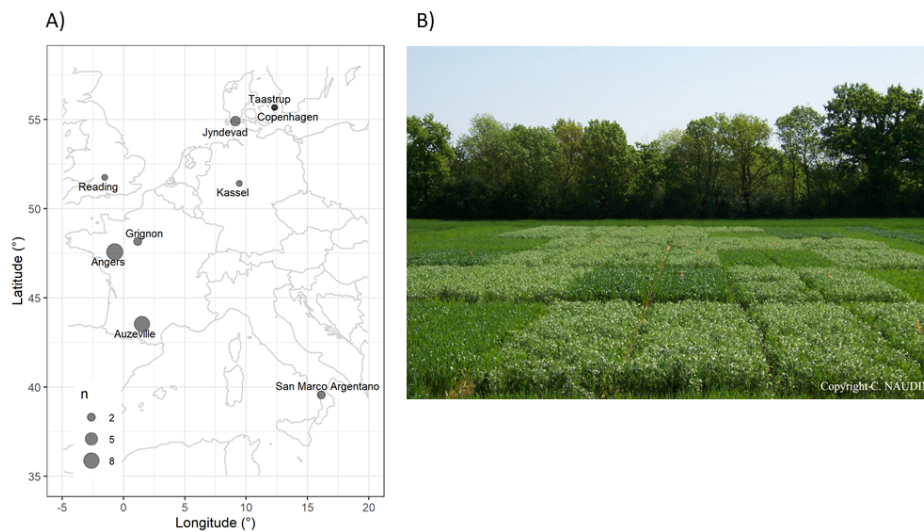 A)
B)
Taastrup
Copenhagen
Jyndevad
Reading
Kassel
Grignon
Angers
Auzeville
San Marco Argentano
n
2
5
8
55
50
45
40
35
Latitude (°)
-5
0
5
10
15
20
Longitude (°)
Copyright C. NAUDIN